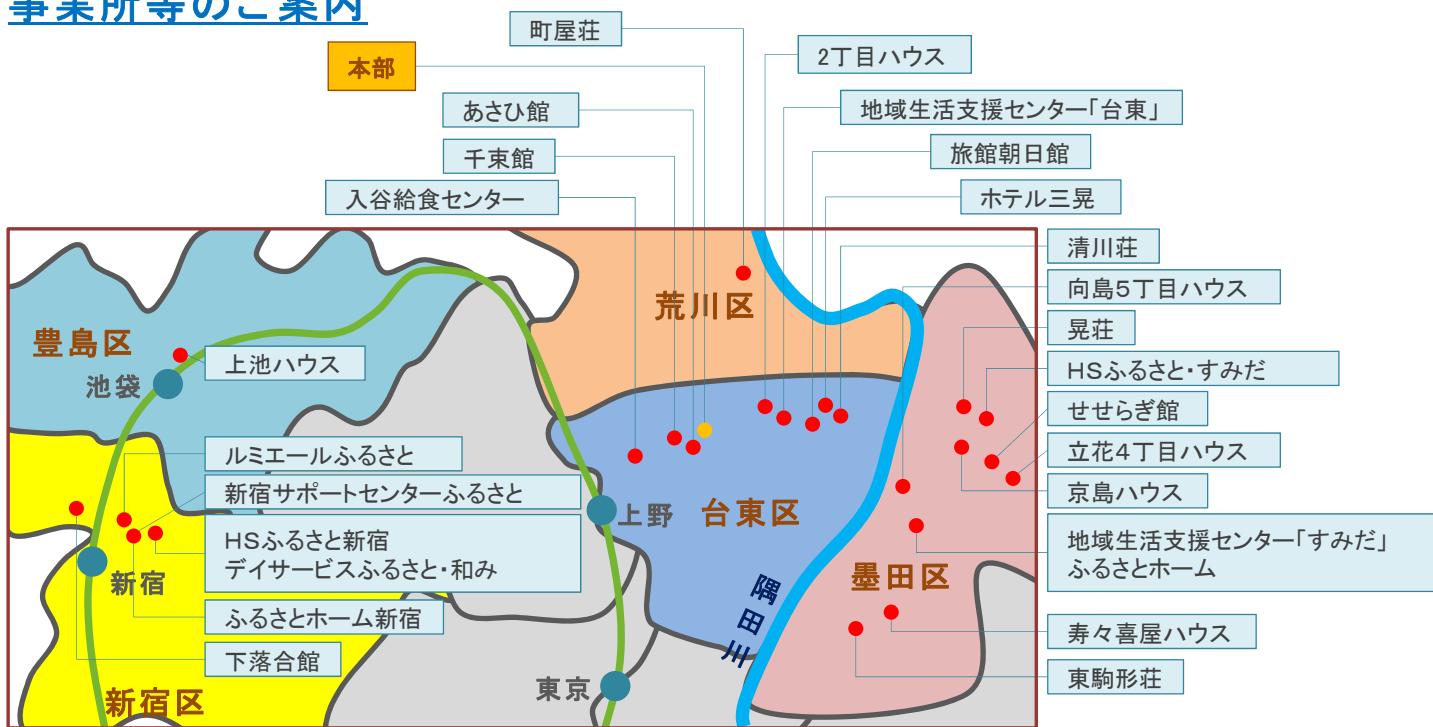 事業所等のご案内
町屋荘
本部
2丁目ハウス
あさひ館
地域生活支援センター「台東」
千束館
旅館朝日館
入谷給食センター
ホテル三晃
清川荘
向島5丁目ハウス
荒川区
晃荘
豊島区
上池ハウス
HSふるさと・すみだ
池袋
せせらぎ館
ルミエールふるさと
立花4丁目ハウス
新宿サポートセンターふるさと
京島ハウス
上野
台東区
HSふるさと新宿
デイサービスふるさと・和み
地域生活支援センター「すみだ」
ふるさとホーム
新宿
墨田区
隅田川
ふるさとホーム新宿
寿々喜屋ハウス
下落合館
東駒形荘
東京
新宿区